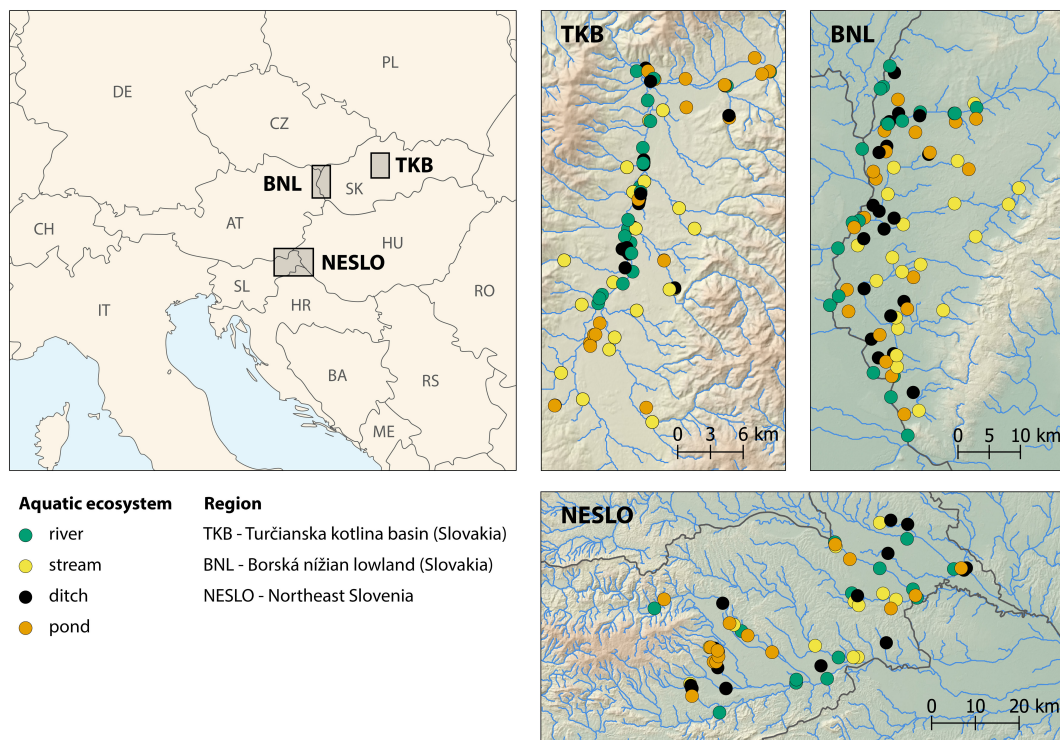 DE
PL
CZ
TKB
BNL
SK
AT
CH
HU
NESLO
SL
HR
RO
IT
BA
RS
ME
TKB
0 3 6 km
BNL
0 5 10 km
Aquatic ecosystem
river
stream
ditch
pond
Region
TKB - Turčianska kotlina basin (Slovakia)
BNL - Borská nížian lowland (Slovakia)
NESLO - Northeast Slovenia
NESLO
0 10 20 km